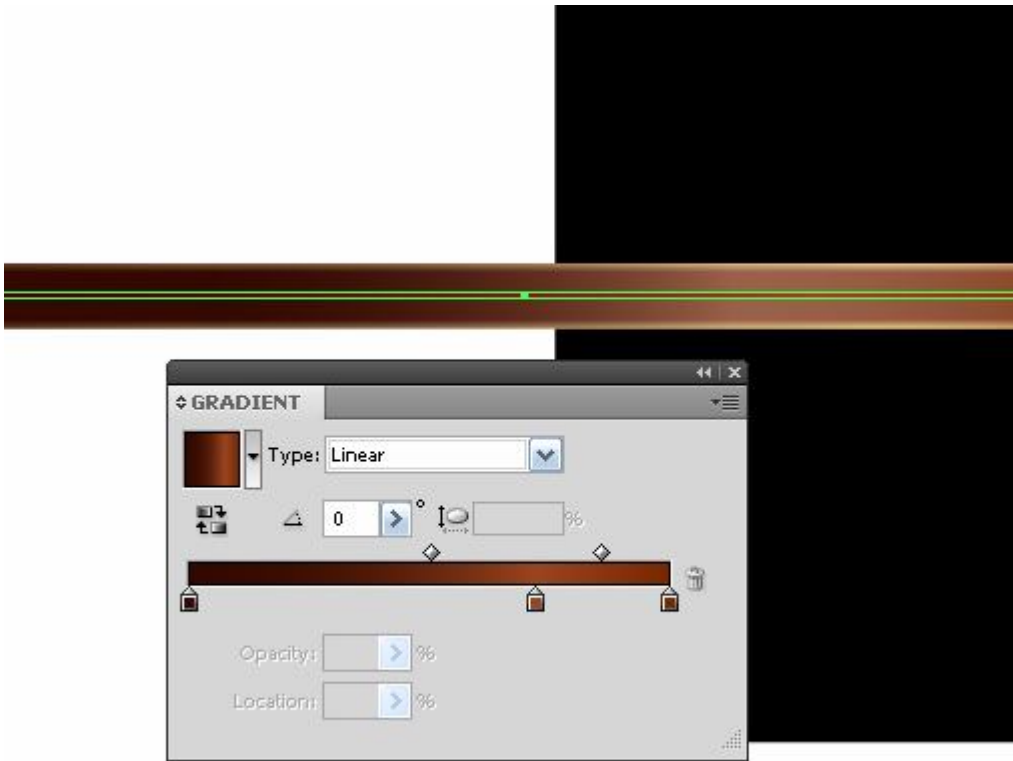 GRADIENT
Type: Linear
0 ° %
Opacity: %
Location: %